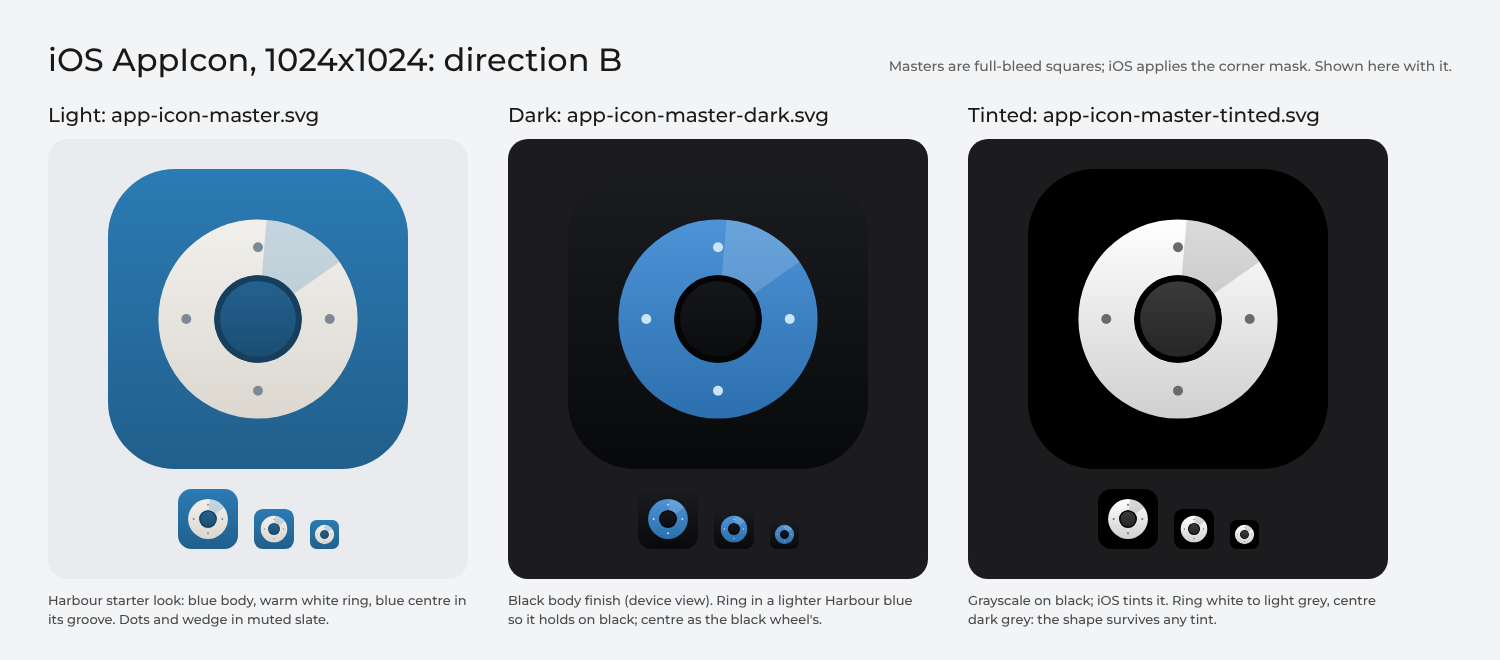 iOS AppIcon, 1024x1024: direction B
Masters are full-bleed squares; iOS applies the corner mask. Shown here with it.
Light: app-icon-master.svg
Dark: app-icon-master-dark.svg
Tinted: app-icon-master-tinted.svg
Harbour starter look: blue body, warm white ring, blue centre in
its groove. Dots and wedge in muted slate.
Black body finish (device view). Ring in a lighter Harbour blue
so it holds on black; centre as the black wheel's.
Grayscale on black; iOS tints it. Ring white to light grey, centre
dark grey: the shape survives any tint.